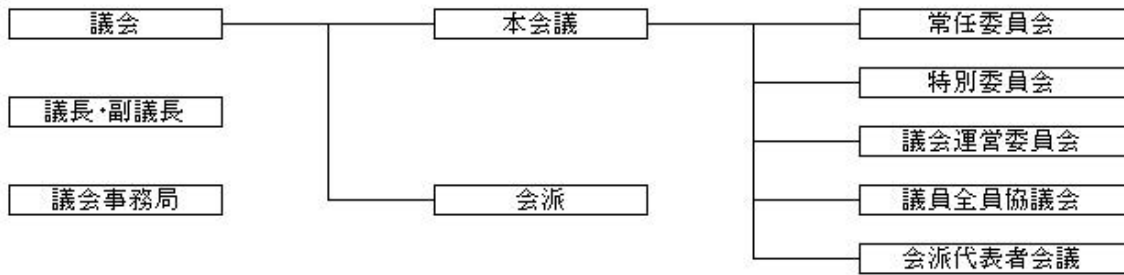 議会
本会議
常任委員会
特別委員会
議長・副議長
議会運営委員会
議会事務局
会派
議員全員協議会
会派代表者会議